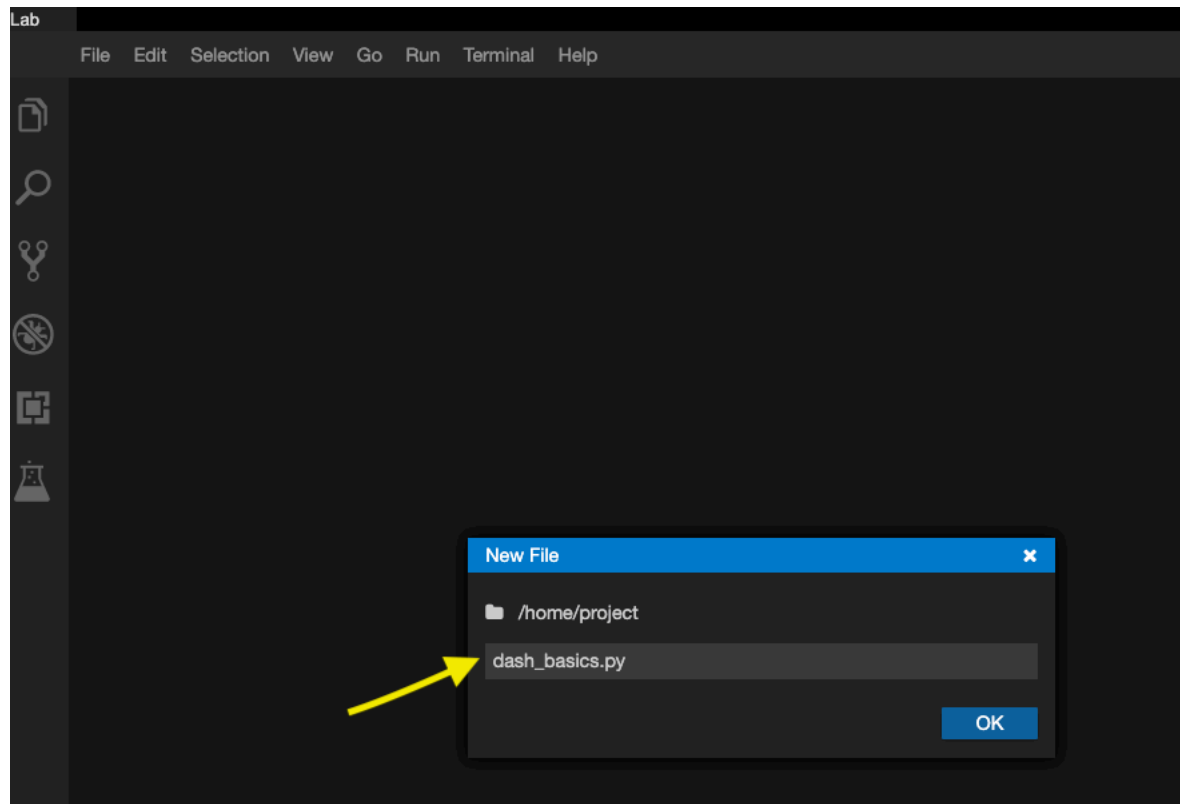 Lab
File Edit Selection View Go Run Terminal Help
New File
/home/project
dash_basics.py
OK